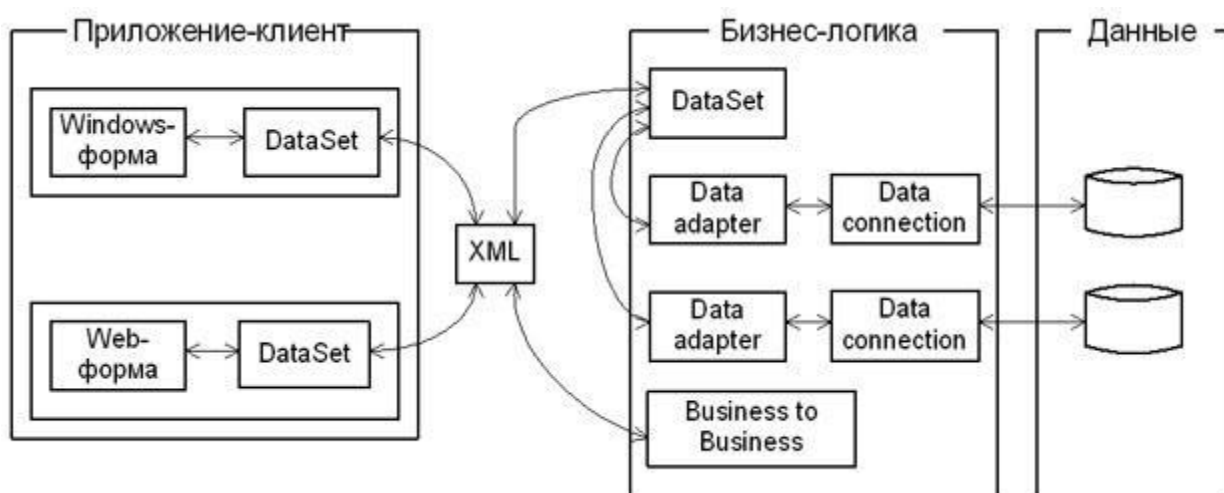 Приложение-клиент
Бизнес-логика
Данные
Windows-
форма
DataSet
Web-
форма
DataSet
XML
DataSet
Data
adapter
Data
connection
Data
adapter
Data
connection
Business to
Business